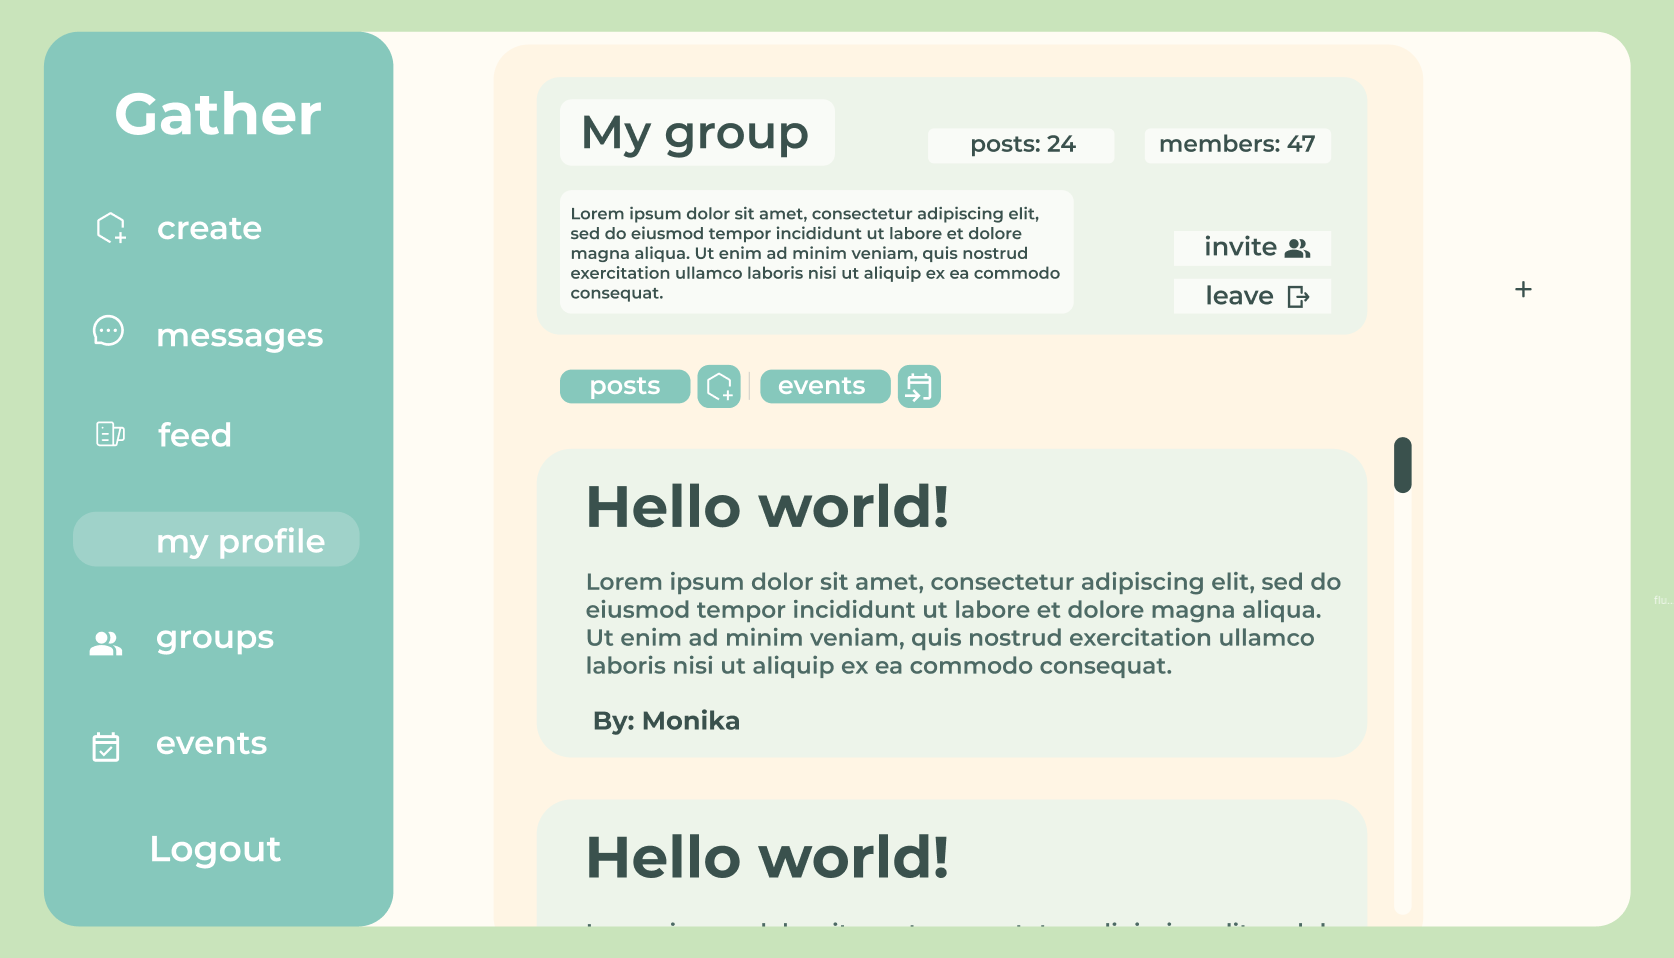 Gather
create
messages
feed
my profile
groups
events
Logout
My group
posts: 24
members: 47
Lorem ipsum dolor sit amet, consectetur adipiscing elit,
sed do eiusmod tempor incididunt ut labore et dolore
magna aliqua. Ut enim ad minim veniam, quis nostrud
exercitation ullamco laboris nisi ut aliquip ex ea commodo
consequat.
invite
leave
+
posts
events
Hello world!
Lorem ipsum dolor sit amet, consectetur adipiscing elit, sed do
eiusmod tempor incididunt ut labore et dolore magna aliqua.
Ut enim ad minim veniam, quis nostrud exercitation ullamco
laboris nisi ut aliquip ex ea commodo consequat.
By: Monika
Hello world!